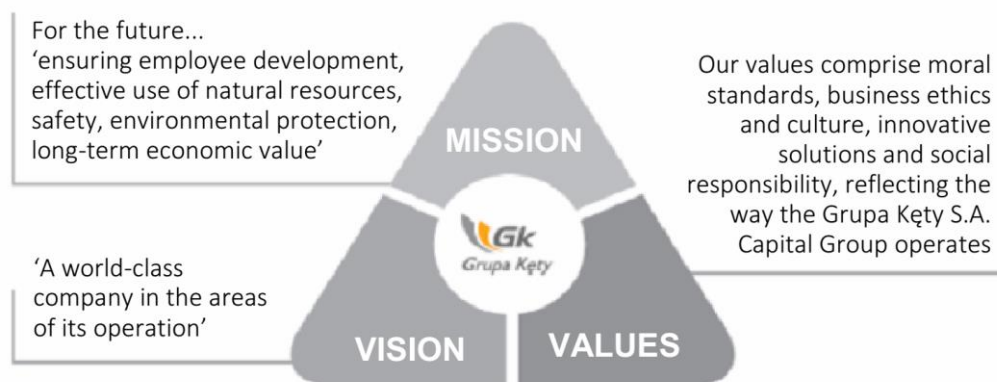 For the future...
‘ensuring employee development,
effective use of natural resources,
safety, environmental protection,
long-term economic value’
MISSION
Our values comprise moral
standards, business ethics
and culture, innovative
solutions and social
responsibility, reflecting the
way the Grupa Kęty S.A.
Capital Group operates
Gk
Grupa Kęty
‘A world-class
company in the areas
of its operation’
VISION
VALUES